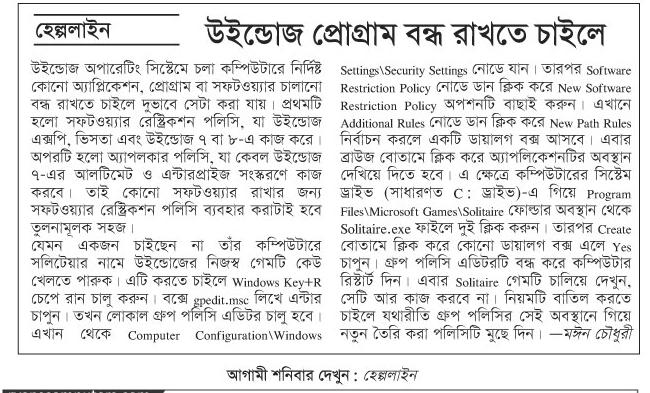 হেল্পলাইন
উইন্ডোজ প্রোগ্রাম বন্ধ রাখতে চাইলে
উইন্ডোজ অপারেটিং সিস্টেমে চলা কম্পিউটারে নির্দিষ্ট
কোনো অ্যাপ্লিকেশন, প্রোগ্রাম বা সফটওয়্যার চালানো
বন্ধ রাখতে চাইলে দুভাবে সেটা করা যায়। প্রথমটি
হলো সফটওয়্যার রেস্ট্রিকশন পলিসি, যা উইন্ডোজ
এক্সপি, ভিসতা এবং উইন্ডোজ ৭ বা ৮-এ কাজ করে।
অপরটি হলো অ্যাপলকার পলিসি, যা কেবল উইন্ডোজ
৭-এর আলটিমেট ও এন্টারপ্রাইজ সংস্করণে কাজ
করবে। তাই কোনো সফটওয়্যার রাখার জন্য
সফটওয়্যার রেস্ট্রিকশন পলিসি ব্যবহার করাটাই হবে
তুলনামূলক সহজ।
যেমন একজন চাইছেন না তাঁর কম্পিউটারে
সলিটেয়ার নামে উইন্ডোজের নিজস্ব গেমটি কেউ
খেলতে পারুক। এটি করতে চাইলে Windows Key+R
চেপে রান চালু করুন। বক্সে gpedit.msc লিখে এন্টার
চাপুন। তখন লোকাল গ্রুপ পলিসি এডিটর চালু হবে।
এখান থেকে Computer Configuration\Windows
Settings\Security Settings নোডে যান। তারপর Software
Restriction Policy নোডে ডান ক্লিক করে New Software
Restriction Policy অপশনটি বাছাই করুন। এখানে
Additional Rules নোডে ডান ক্লিক করে New Path Rules
নির্বাচন করলে একটি ডায়ালগ বক্স আসবে। এবার
ব্রাউজ বোতামে ক্লিক করে অ্যাপলিকেশনটির অবস্থান
দেখিয়ে দিতে হবে। এ ক্ষেত্রে কম্পিউটারের সিস্টেম
ড্রাইভ (সাধারণত C : ড্রাইভ)-এ গিয়ে Program
Files\Microsoft Games\Solitaire ফোল্ডার অবস্থান থেকে
Solitaire.exe ফাইলে দুই ক্লিক করুন। তারপর Create
বোতামে ক্লিক করে কোনো ডায়ালগ বক্স এলে Yes
চাপুন। গ্রুপ পলিসি এডিটরটি বন্ধ করে কম্পিউটার
রিস্টার্ট দিন। এবার Solitaire গেমটি চালিয়ে দেখুন,
সেটি আর কাজ করবে না। নিয়মটি বাতিল করতে
চাইলে যথারীতি গ্রুপ পলিসির সেই অবস্থানে গিয়ে
নতুন তৈরি করা পলিসিটি মুছে দিন। —মঈন চৌধুরী
আগামী শনিবার দেখুন : হেল্পলাইন